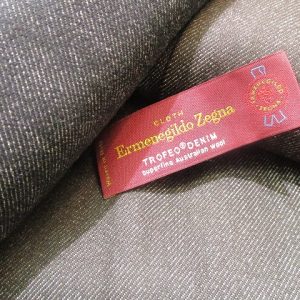 CLOTH
Ermenegildo Zegna
TROFEO® DENIM
Superfine Australian wool